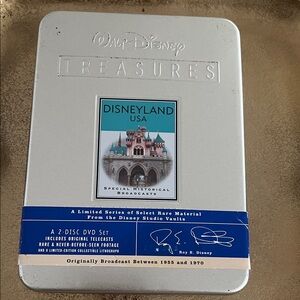 Walt Disney
TREASURES
DISNEYLAND
USA
SPECIAL HISTORICAL
BROADCASTS
A Limited Series of Select Rare Material
From the Disney Studio Vaults
A 2-DISC DVD SET
INCLUDES ORIGINAL TELECASTS
RARE & NEVER-BEFORE-SEEN FOOTAGE
AND A LIMITED EDITION COLLECTIBLE LITHOGRAPH
Roy E. Disney
Roy E. Disney
Originally Broadcast Between 1955 and 1970